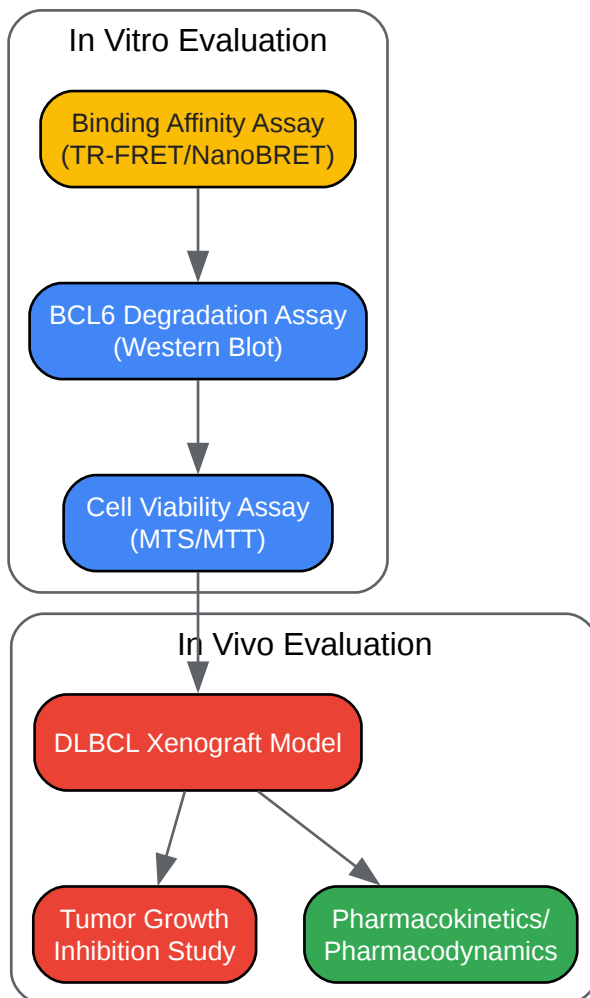 In Vitro Evaluation
Binding Affinity Assay
(TR-FRET/NanoBRET)
BCL6 Degradation Assay
(Western Blot)
Cell Viability Assay
(MTS/MTT)
In Vivo Evaluation
DLBCL Xenograft Model
Tumor Growth
Inhibition Study
Pharmacokinetics/
Pharmacodynamics